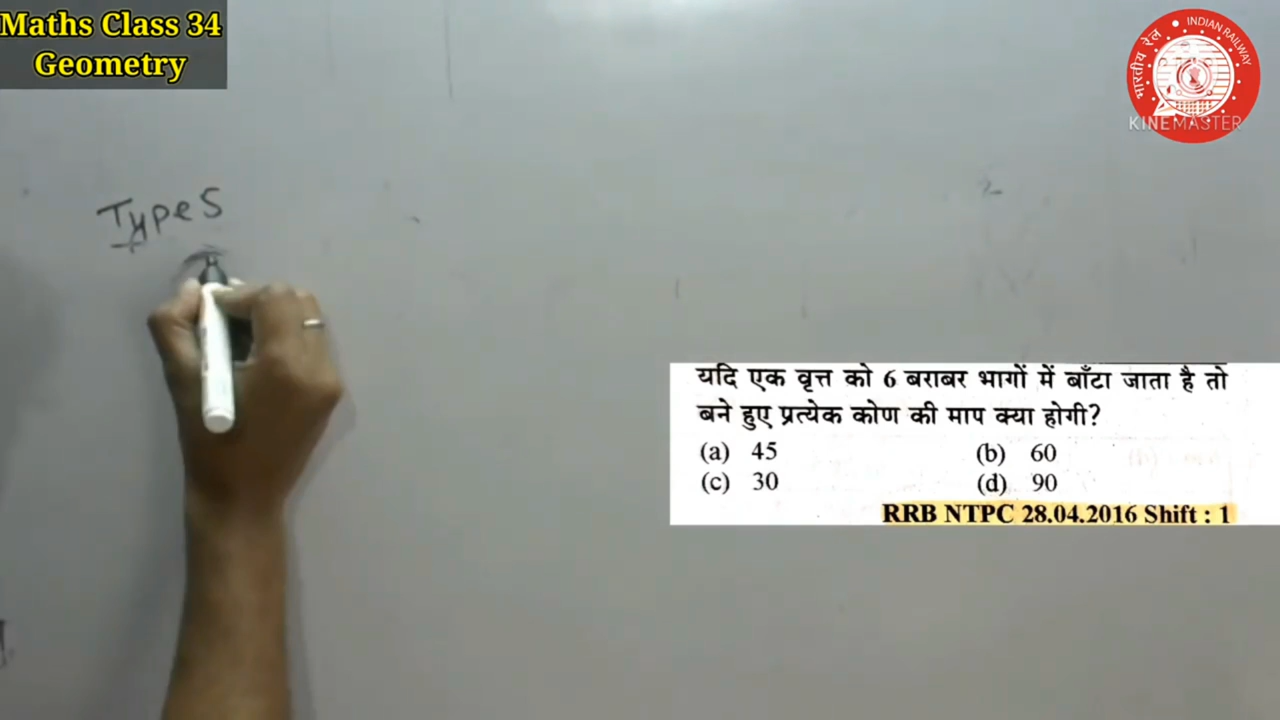 Maths Class 34
Geometry
भारतीय रेल
INDIAN RAILWAY
KINEMASTER
Types
यदि एक वृत्त को 6 बराबर भागों में बाँटा जाता है तो
बने हुए प्रत्येक कोण की माप क्या होगी?
(a) 45 (b) 60
(c) 30 (d) 90
RRB NTPC 28.04.2016 Shift : 1